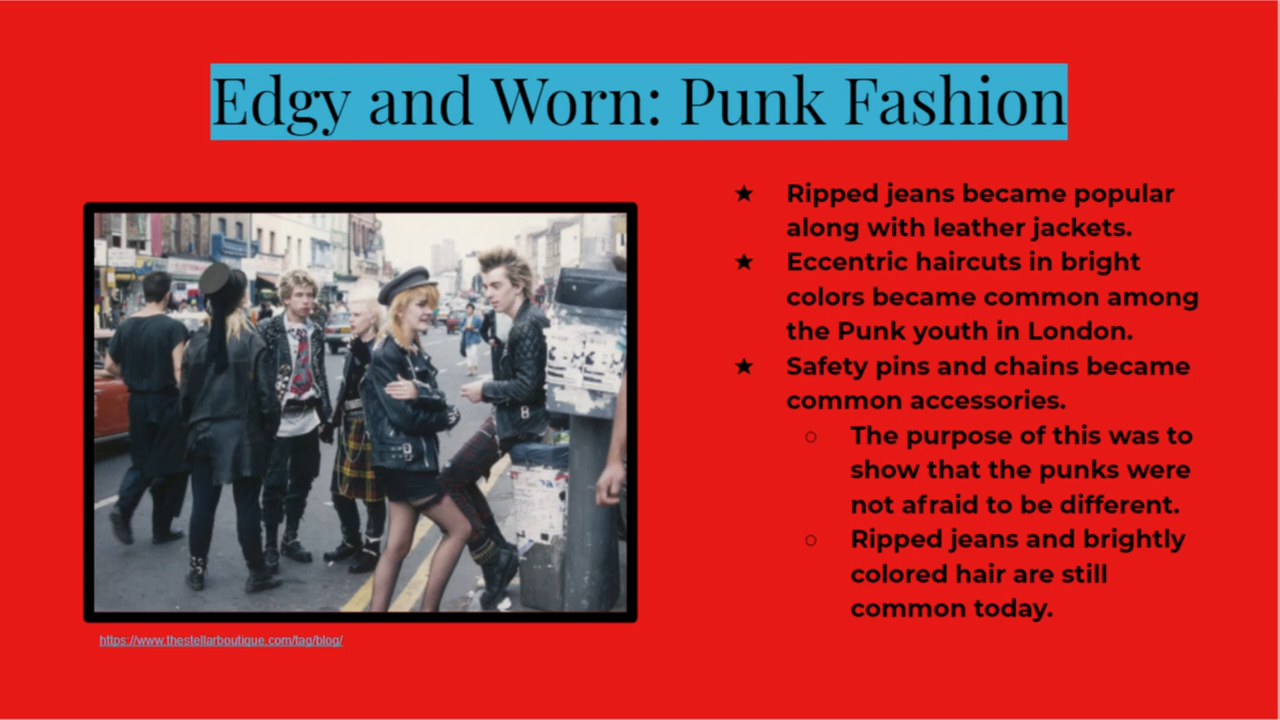 Edgy and Worn: Punk Fashion
★ Ripped jeans became popular
along with leather jackets.
★ Eccentric haircuts in bright
colors became common among
the Punk youth in London.
★ Safety pins and chains became
common accessories.
○ The purpose of this was to
show that the punks were
not afraid to be different.
○ Ripped jeans and brightly
colored hair are still
common today.
https://www.thestellarboutique.com/tag/blog/